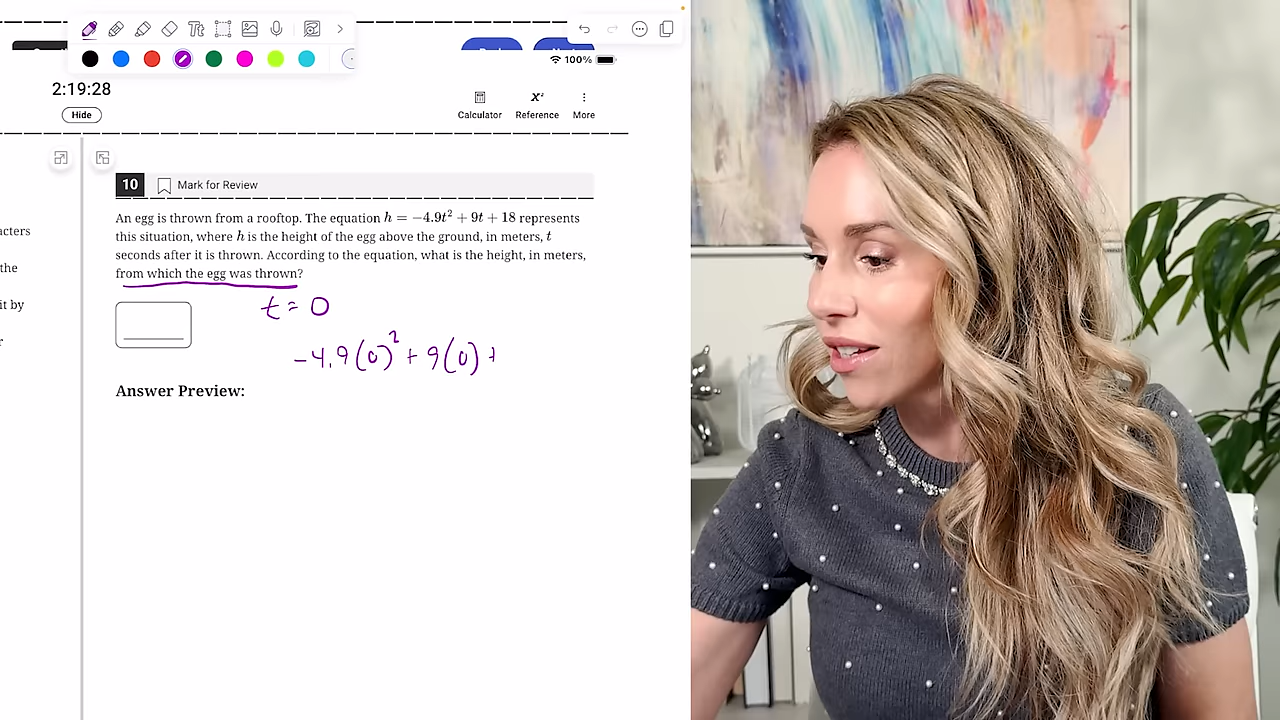 Tt
100%
2:19:28
Hide
Calculator
x²
Reference
More
acters
the
it by
10
Mark for Review
An egg is thrown from a rooftop. The equation h = −4.9t² + 9t + 18 represents
this situation, where h is the height of the egg above the ground, in meters, t
seconds after it is thrown. According to the equation, what is the height, in meters,
from which the egg was thrown?
t = 0
-4.9(0)² + 9(0) +
Answer Preview: